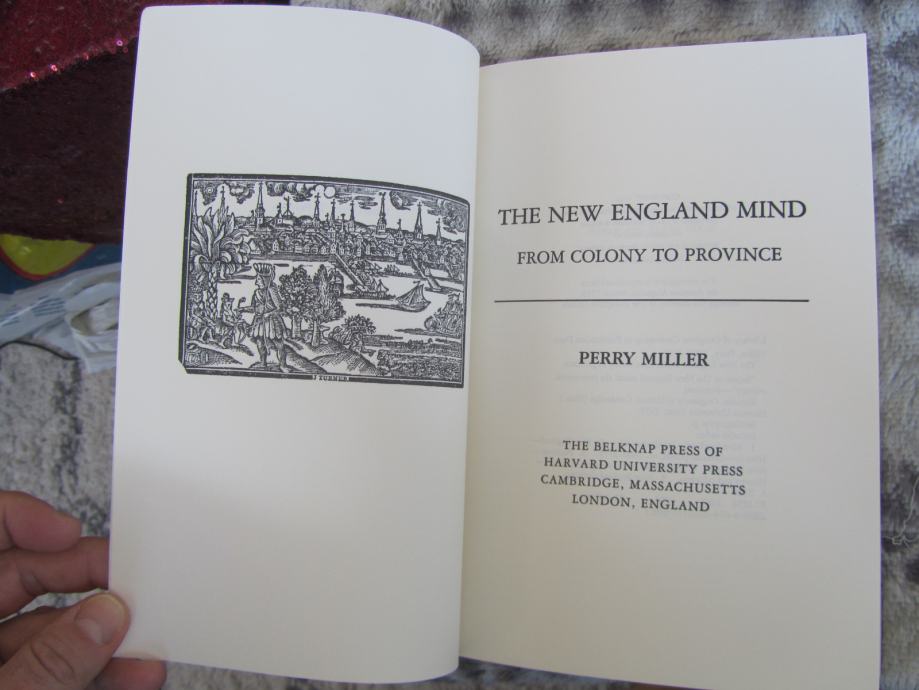 J TURNER
THE NEW ENGLAND MIND
FROM COLONY TO PROVINCE
PERRY MILLER
THE BELKNAP PRESS OF
HARVARD UNIVERSITY PRESS
CAMBRIDGE, MASSACHUSETTS
LONDON, ENGLAND